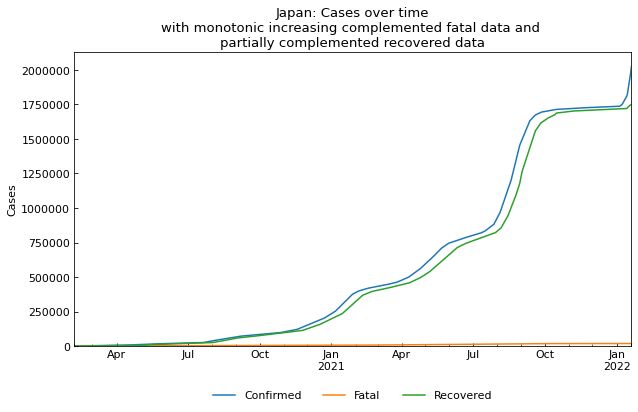 Japan: Cases over time
with monotonic increasing complemented fatal data and
partially complemented recovered data
Cases
2000000
1750000
1500000
1250000
1000000
750000
500000
250000
0
Apr Jul Oct Jan Apr Jul Oct Jan
2021 2022
Confirmed Fatal Recovered